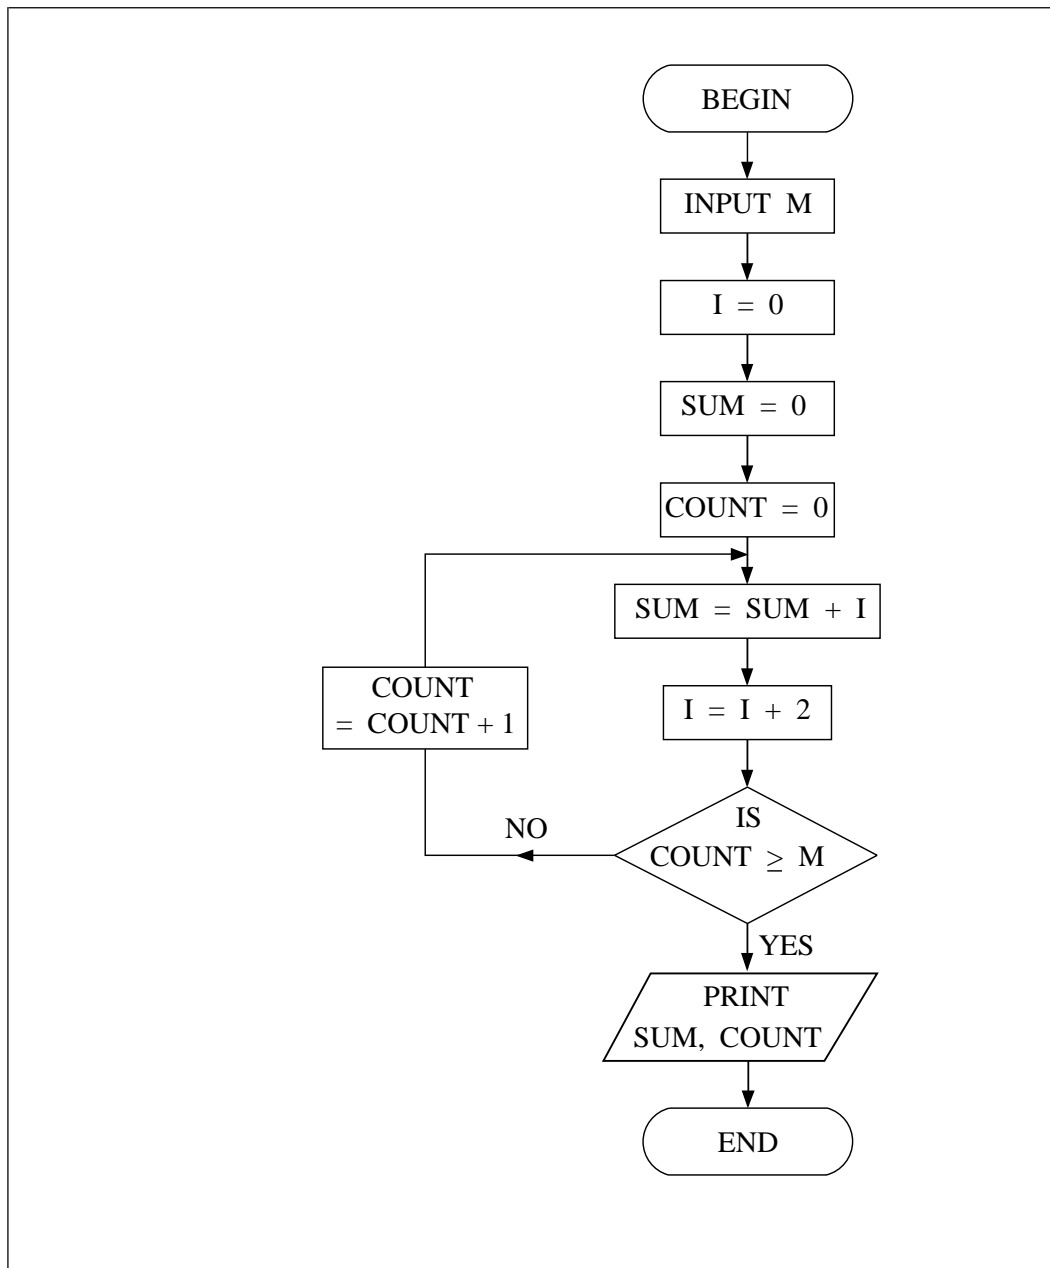 BEGIN
INPUT M
I = 0
SUM = 0
COUNT = 0
SUM = SUM + I
COUNT
= COUNT + 1
I = I + 2
IS
COUNT ≥ M
NO
YES
PRINT
SUM, COUNT
END